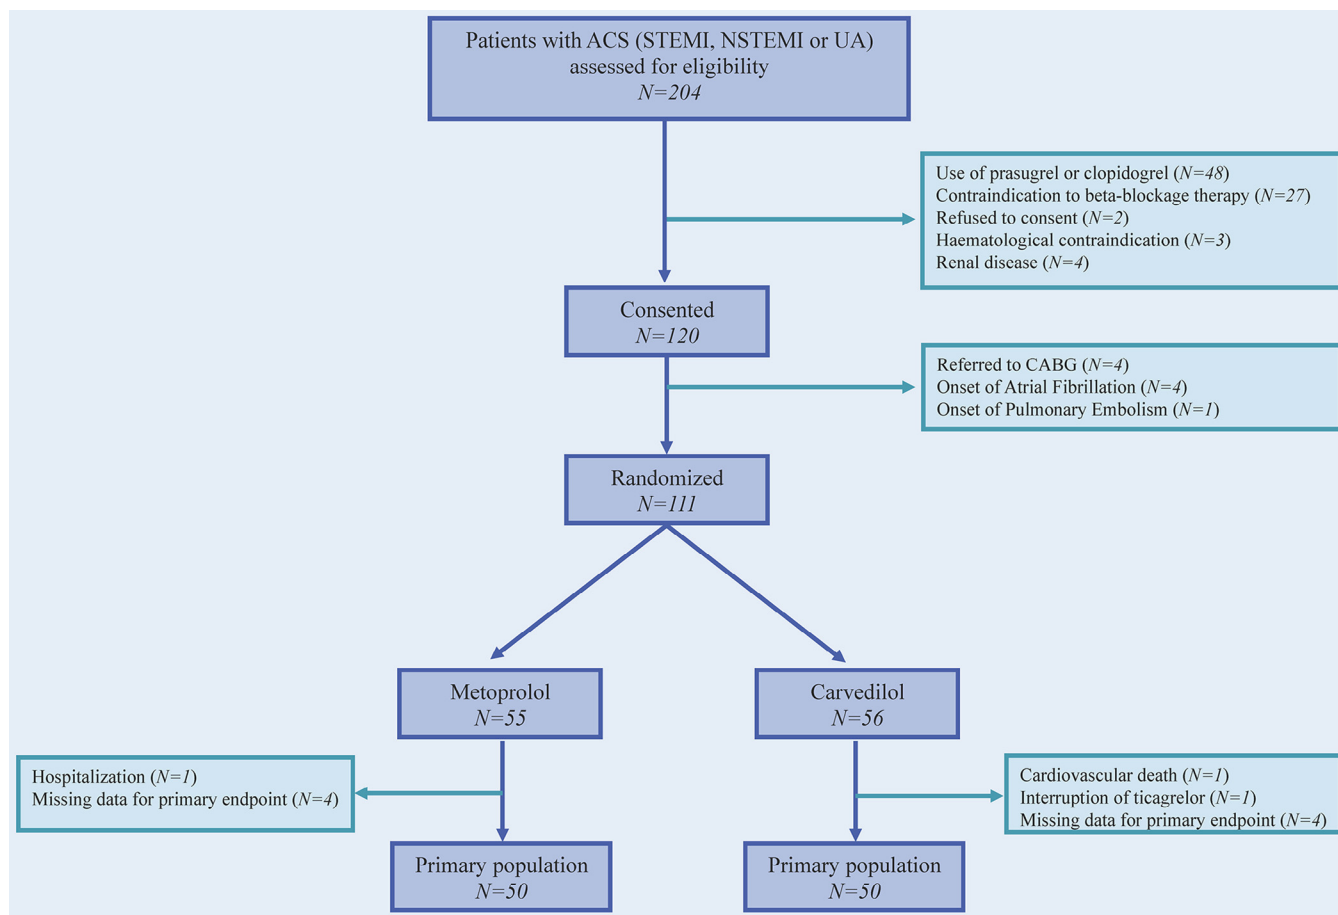 Patients with ACS (STEMI, NSTEMI or UA)
assessed for eligibility
N=204
Use of prasugrel or clopidogrel (N=48)
Contraindication to beta-blockage therapy (N=27)
Refused to consent (N=2)
Haematological contraindication (N=3)
Renal disease (N=4)
Consented
N=120
Referred to CABG (N=4)
Onset of Atrial Fibrillation (N=4)
Onset of Pulmonary Embolism (N=1)
Randomized
N=111
Metoprolol
N=55
Carvedilol
N=56
Hospitalization (N=1)
Missing data for primary endpoint (N=4)
Cardiovascular death (N=1)
Interruption of ticagrelor (N=1)
Missing data for primary endpoint (N=4)
Primary population
N=50
Primary population
N=50